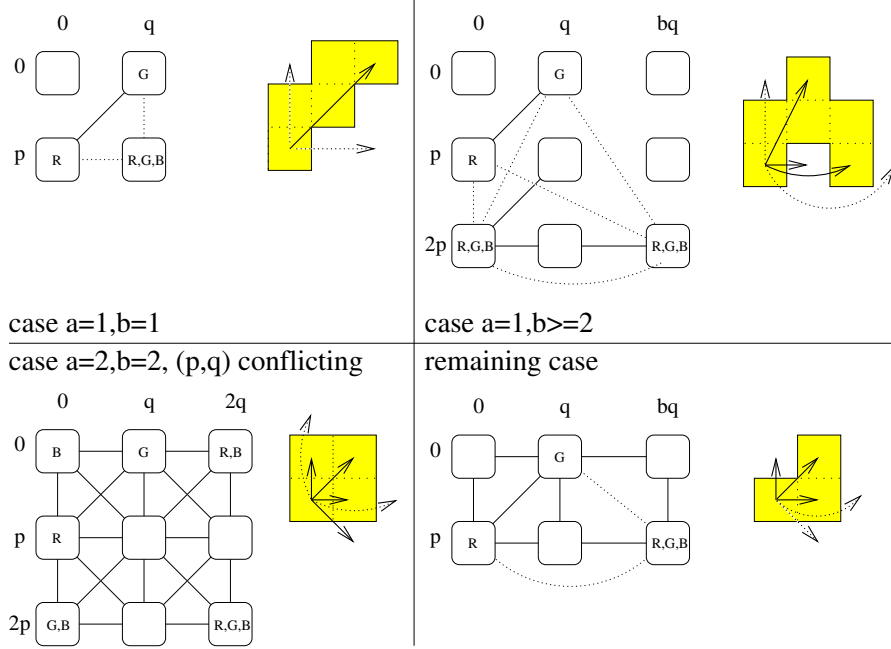 0 q
0 G
p R R,G,B
case a=1,b=1
0 q bq
0 G
p R
2p R,G,B R,G,B
case a=1,b>=2
case a=2,b=2, (p,q) conflicting
0 q 2q
0 B G R,B
p R
2p G,B R,G,B
remaining case
0 q bq
0 G
p R R,G,B